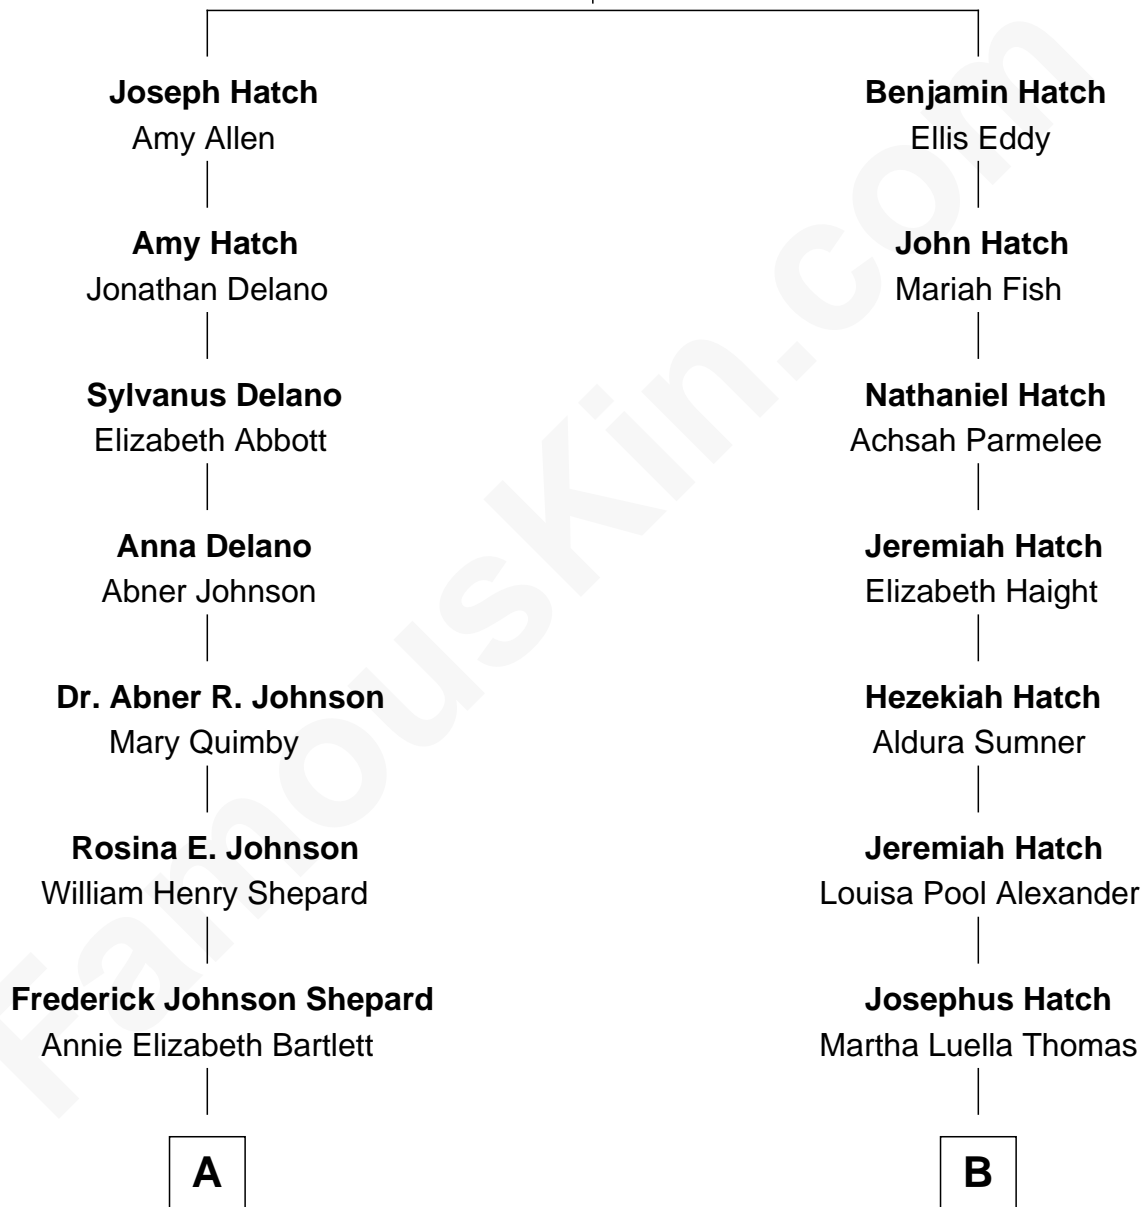 Joseph Hatch
Amy Allen
Benjamin Hatch
Ellis Eddy
Amy Hatch
Jonathan Delano
John Hatch
Mariah Fish
Sylvanus Delano
Elizabeth Abbott
Nathaniel Hatch
Achsah Parmelee
Anna Delano
Abner Johnson
Jeremiah Hatch
Elizabeth Haight
Dr. Abner R. Johnson
Mary Quimby
Hezekiah Hatch
Aldura Sumner
Rosina E. Johnson
William Henry Shepard
Jeremiah Hatch
Louisa Pool Alexander
Frederick Johnson Shepard
Annie Elizabeth Bartlett
Josephus Hatch
Martha Luella Thomas
A
B
FamousKin.com